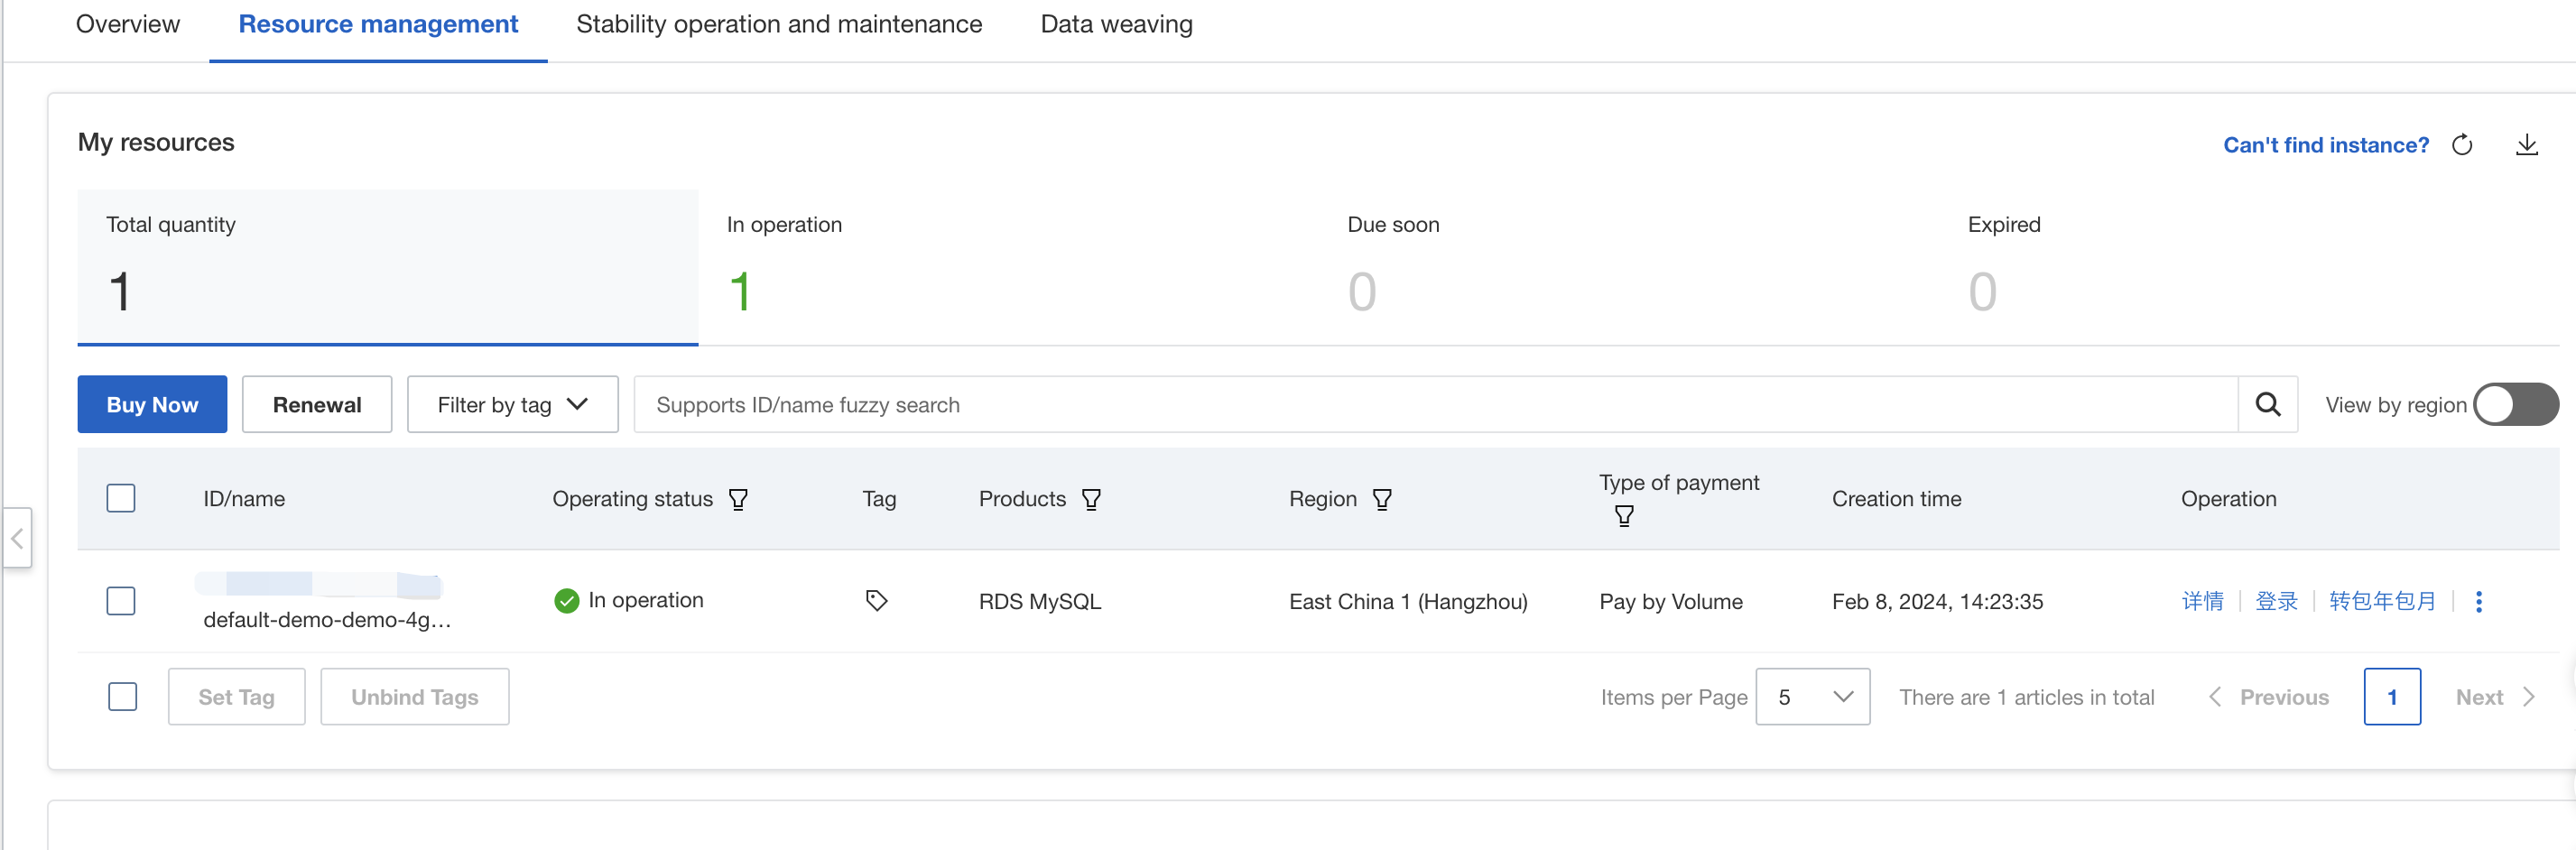 Overview Resource management Stability operation and maintenance Data weaving
My resources Can't find instance?
Total quantity In operation Due soon Expired
1 1 0 0
Buy Now Renewal Filter by tag Supports ID/name fuzzy search View by region
ID/name Operating status Tag Products Region Type of payment Creation time Operation
default-demo-demo-4g... In operation RDS MySQL East China 1 (Hangzhou) Pay by Volume Feb 8, 2024, 14:23:35 详情 登录 转包年包月
Set Tag Unbind Tags Items per Page 5 There are 1 articles in total Previous 1 Next